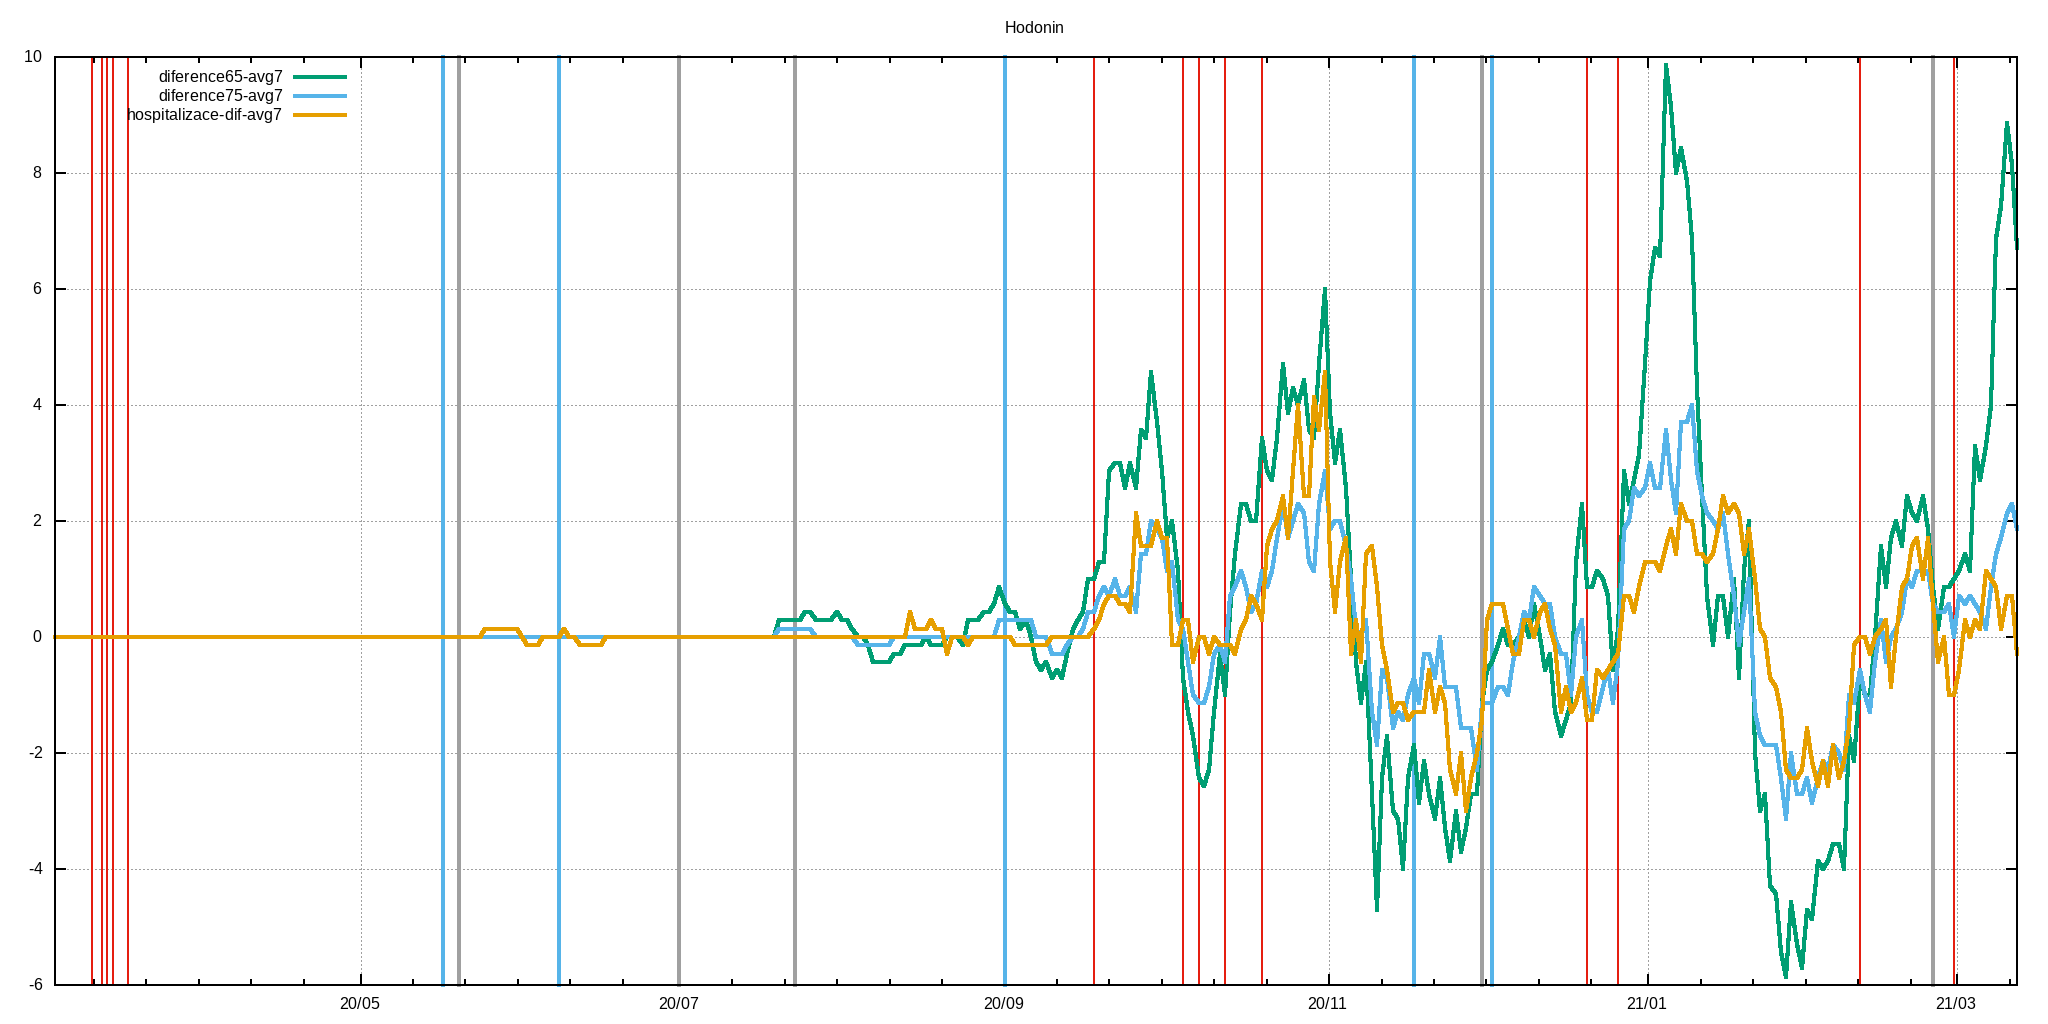 Hodonin
diference65-avg7
diference75-avg7
hospitalizace-dif-avg7
10
8
6
4
2
0
-2
-4
-6
20/05 20/07 20/09 20/11 21/01 21/03